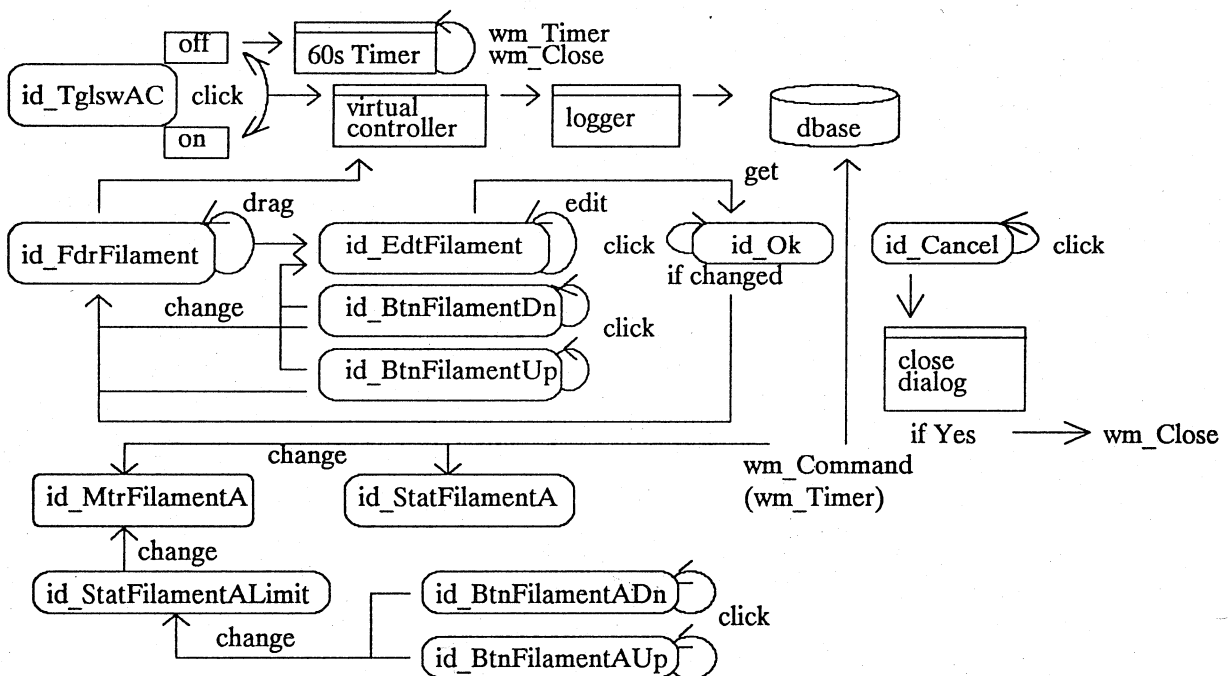 off
60s Timer
wm_Timer
wm_Close
id_TglswAC
click
on
virtual
controller
logger
dbase
get
drag
edit
id_FdrFilament
id_EdtFilament
click
id_Ok
if changed
id_Cancel
click
change
id_BtnFilamentDn
click
id_BtnFilamentUp
close
dialog
if Yes
wm_Close
change
wm_Command
(wm_Timer)
id_MtrFilamentA
id_StatFilamentA
change
id_StatFilamentALimit
id_BtnFilamentADn
click
change
id_BtnFilamentAUp